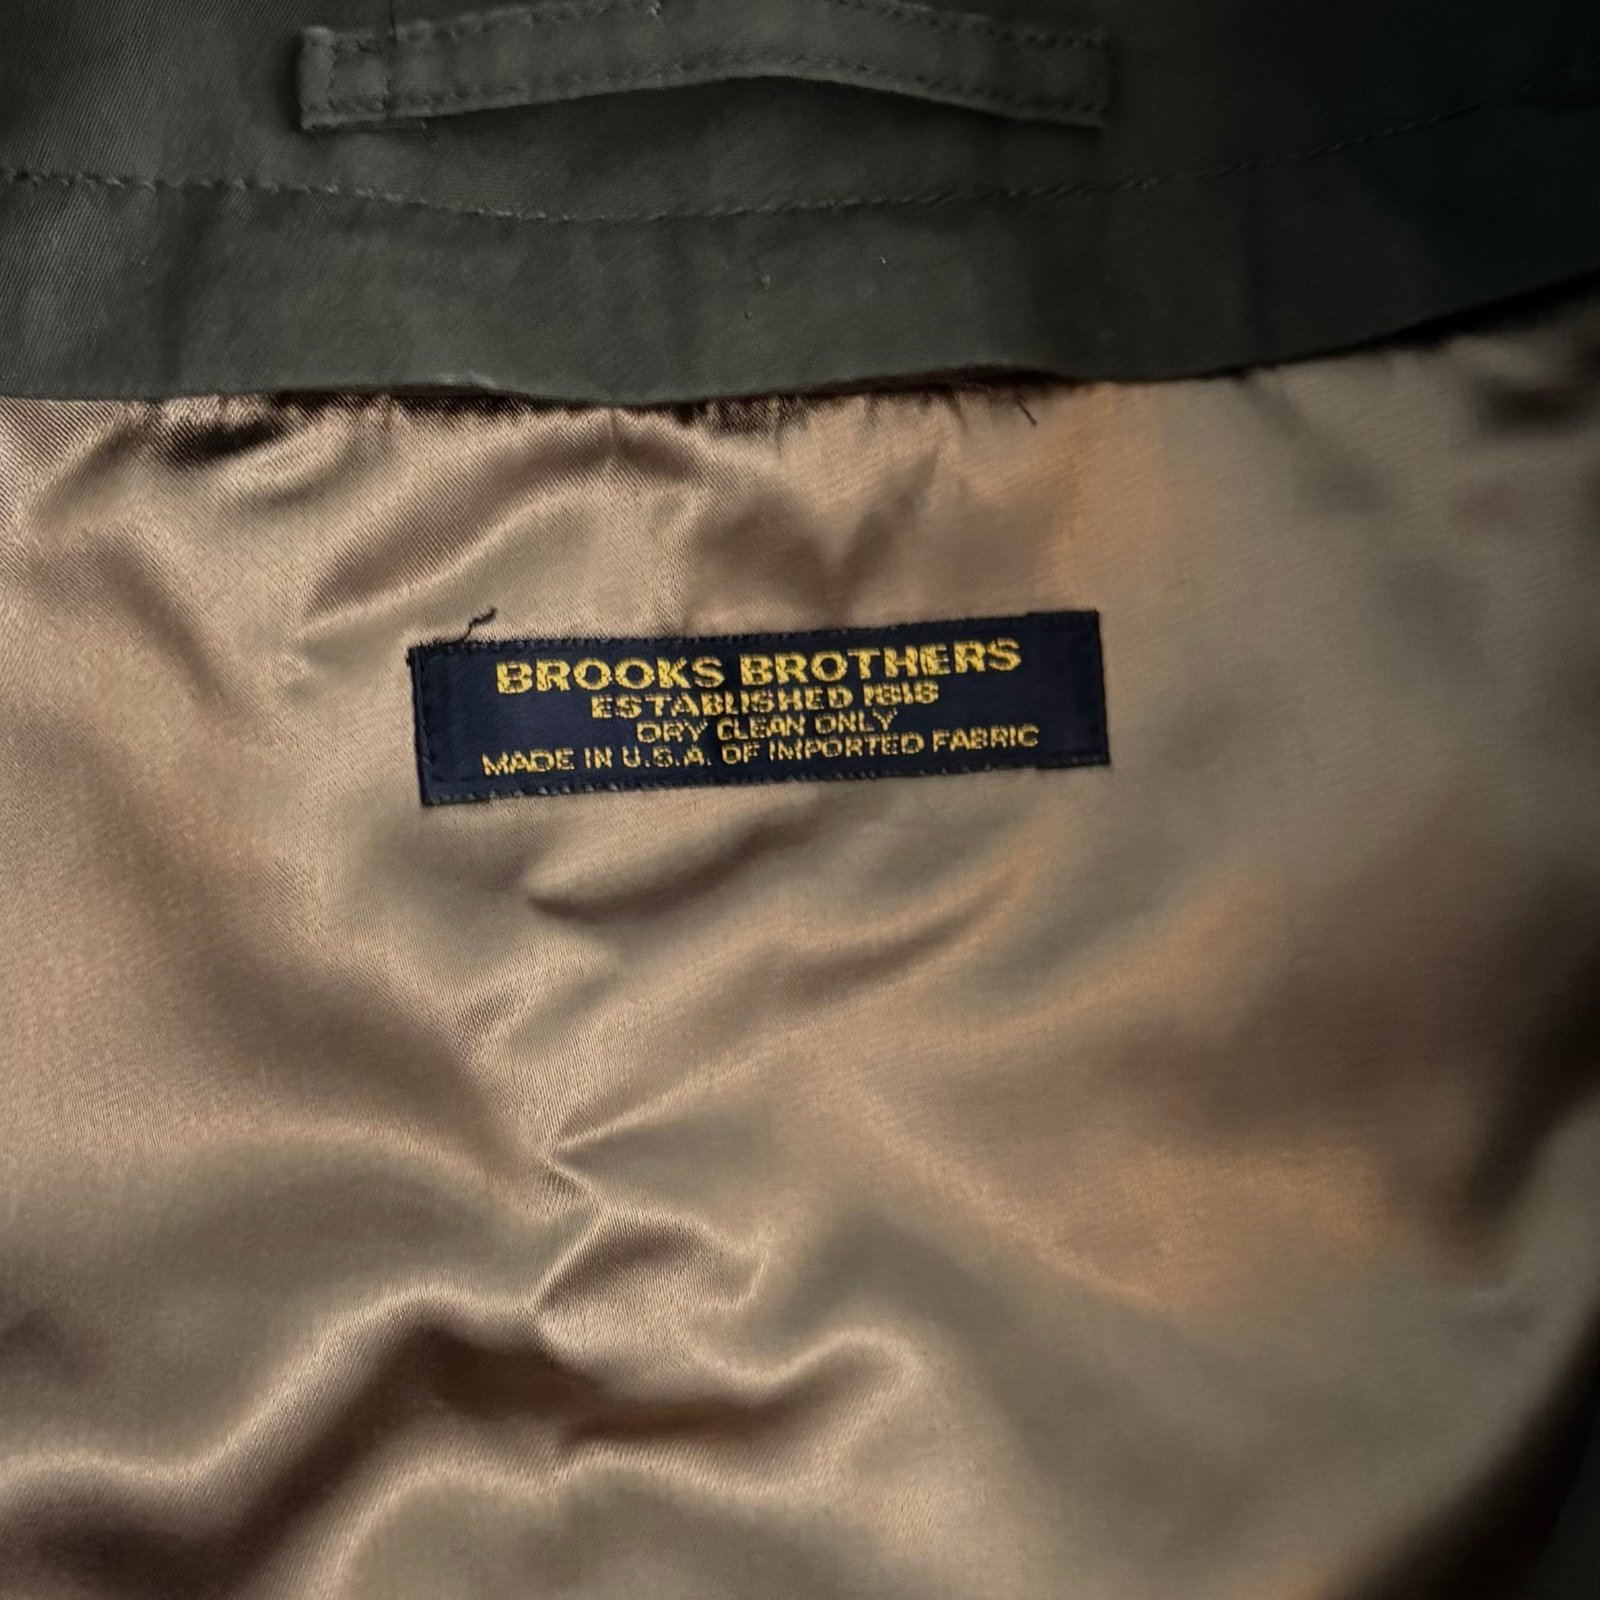 BROOKS BROTHERS
ESTABLISHED 1818
DRY CLEAN ONLY
MADE IN U.S.A. OF IMPORTED FABRIC